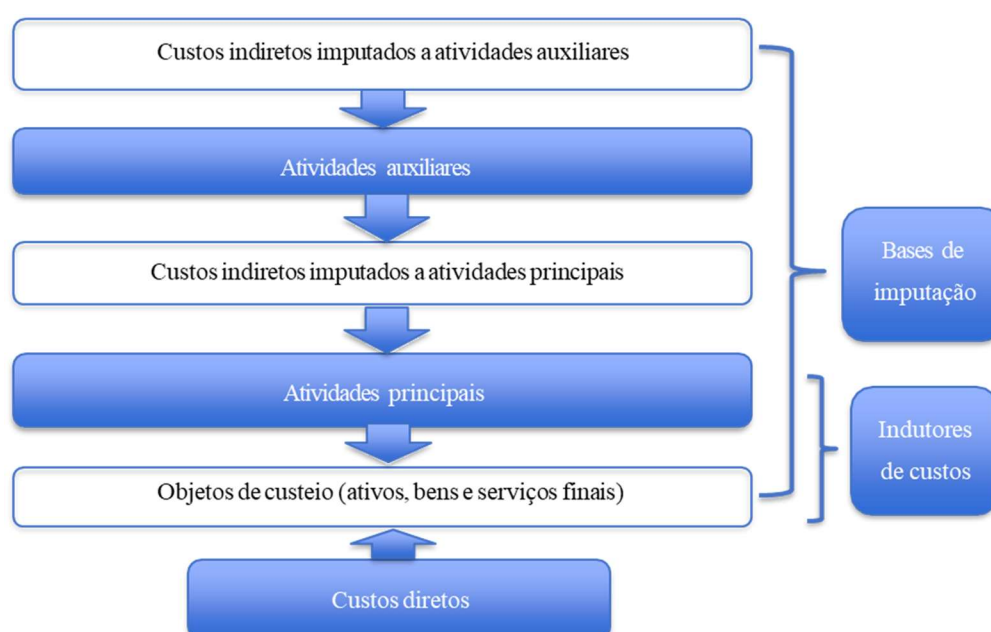 Custos indiretos imputados a atividades auxiliares
Atividades auxiliares
Custos indiretos imputados a atividades principais
Atividades principais
Objetos de custeio (ativos, bens e serviços finais)
Custos diretos
Bases de
imputação
Indutores
de custos